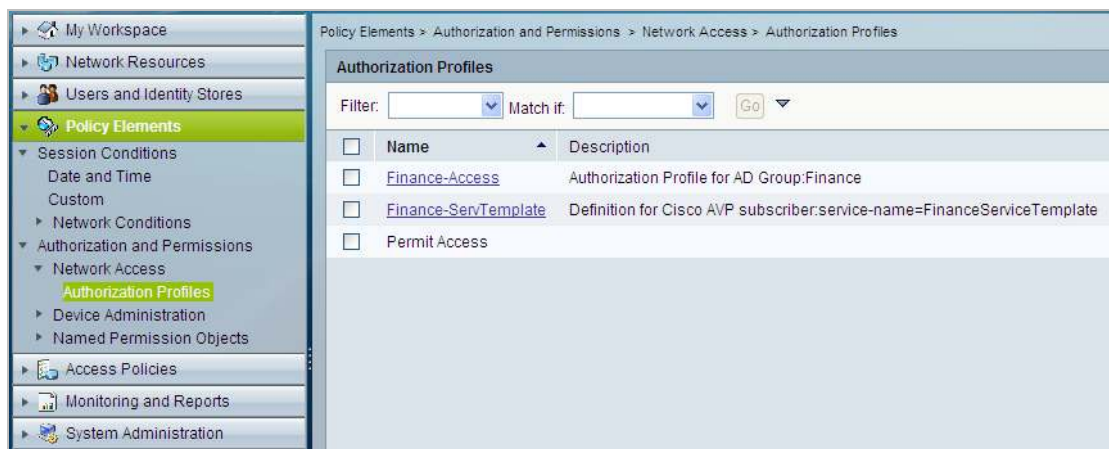 My Workspace
Network Resources
Users and Identity Stores
Policy Elements
Session Conditions
Date and Time
Custom
Network Conditions
Authorization and Permissions
Network Access
Authorization Profiles
Device Administration
Named Permission Objects
Access Policies
Monitoring and Reports
System Administration
Policy Elements > Authorization and Permissions > Network Access > Authorization Profiles
Authorization Profiles
Filter: Match if: Go
Name Description
Finance-Access Authorization Profile for AD Group:Finance
Finance-ServTemplate Definition for Cisco AVP subscriber:service-name=FinanceServiceTemplate
Permit Access